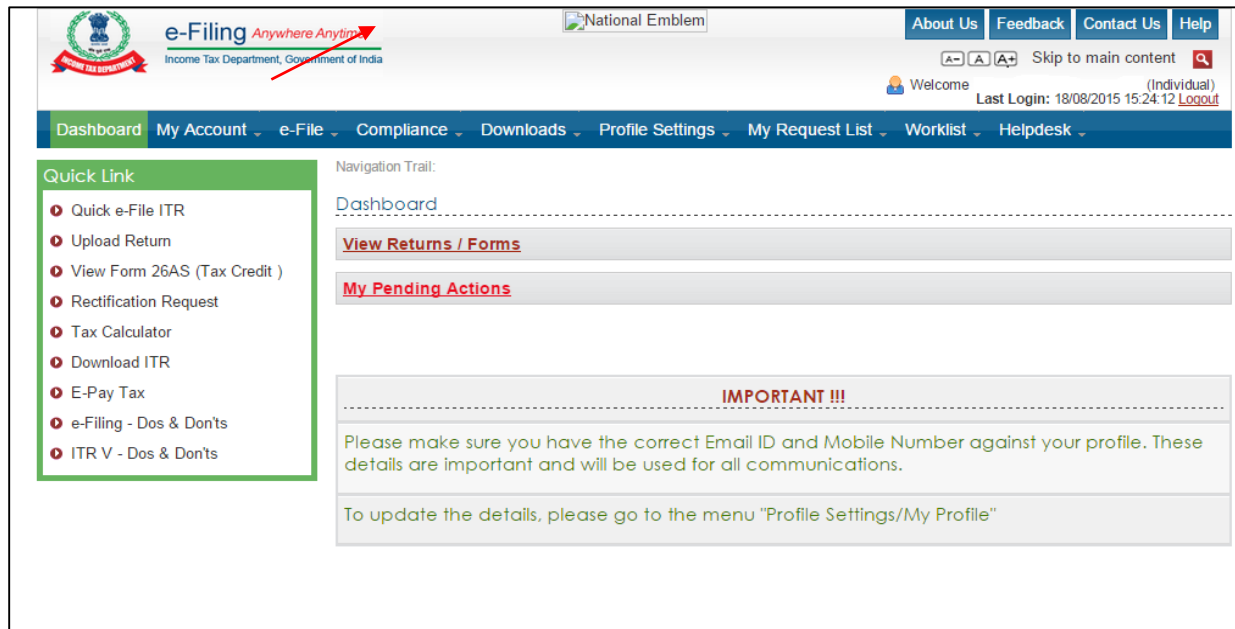 e-Filing Anywhere Anytime
Income Tax Department, Government of India
INCOME TAX DEPARTMENT
National Emblem
About Us Feedback Contact Us Help
A- A A+ Skip to main content
Welcome (Individual)
Last Login: 18/08/2015 15:24:12 Logout
Dashboard My Account e-File Compliance Downloads Profile Settings My Request List Worklist Helpdesk
Quick Link
Quick e-File ITR
Upload Return
View Form 26AS (Tax Credit )
Rectification Request
Tax Calculator
Download ITR
E-Pay Tax
e-Filing - Dos & Don'ts
ITR V - Dos & Don'ts
Navigation Trail:
Dashboard
View Returns / Forms
My Pending Actions
IMPORTANT !!!
Please make sure you have the correct Email ID and Mobile Number against your profile. These
details are important and will be used for all communications.
To update the details, please go to the menu "Profile Settings/My Profile"